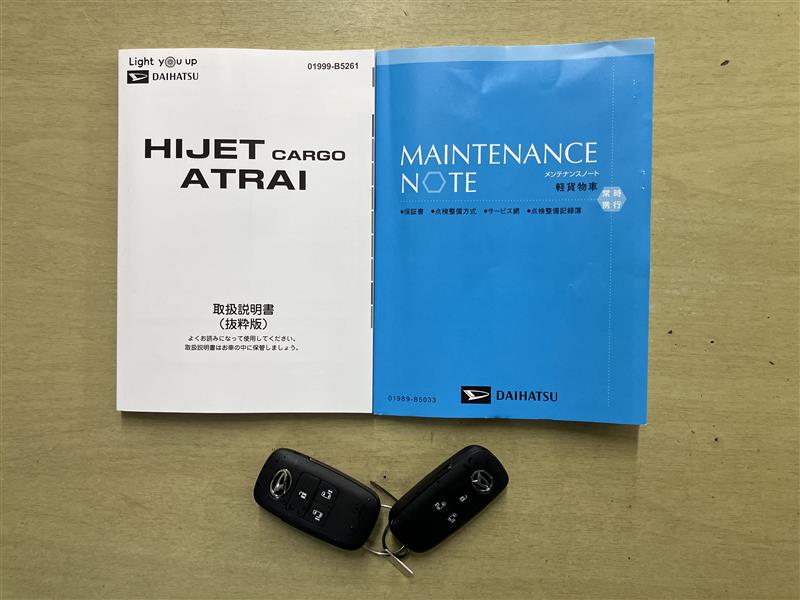 Light you up
DAIHATSU
01999-B5261
HIJET CARGO
ATRAI
取扱説明書
（抜粋版）
よくお読みになって使用してください。
取扱説明書はお車の中に保管しましょう。
MAINTENANCE
NOTE
メンテナンスノート
軽貨物車
常時
携行
●保証書 ●点検整備方式 ●サービス網 ●点検整備記録簿
01989-B5033
DAIHATSU